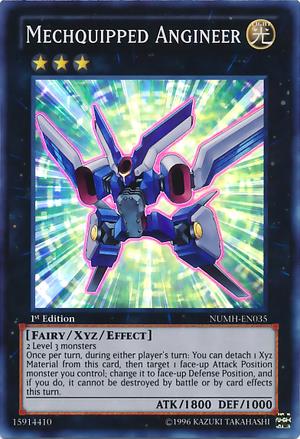 MECHQUIPPED ANGINEER
LIGHT
光
1st Edition
NUMH-EN035
[FAIRY/XYZ/EFFECT]
2 Level 3 monsters
Once per turn, during either player's turn: You can detach 1 Xyz
Material from this card, then target 1 face-up Attack Position
monster you control; change it to face-up Defense Position, and
if you do, it cannot be destroyed by battle or by card effects
this turn.
ATK/1800 DEF/1000
15914410
©1996 KAZUKI TAKAHASHI